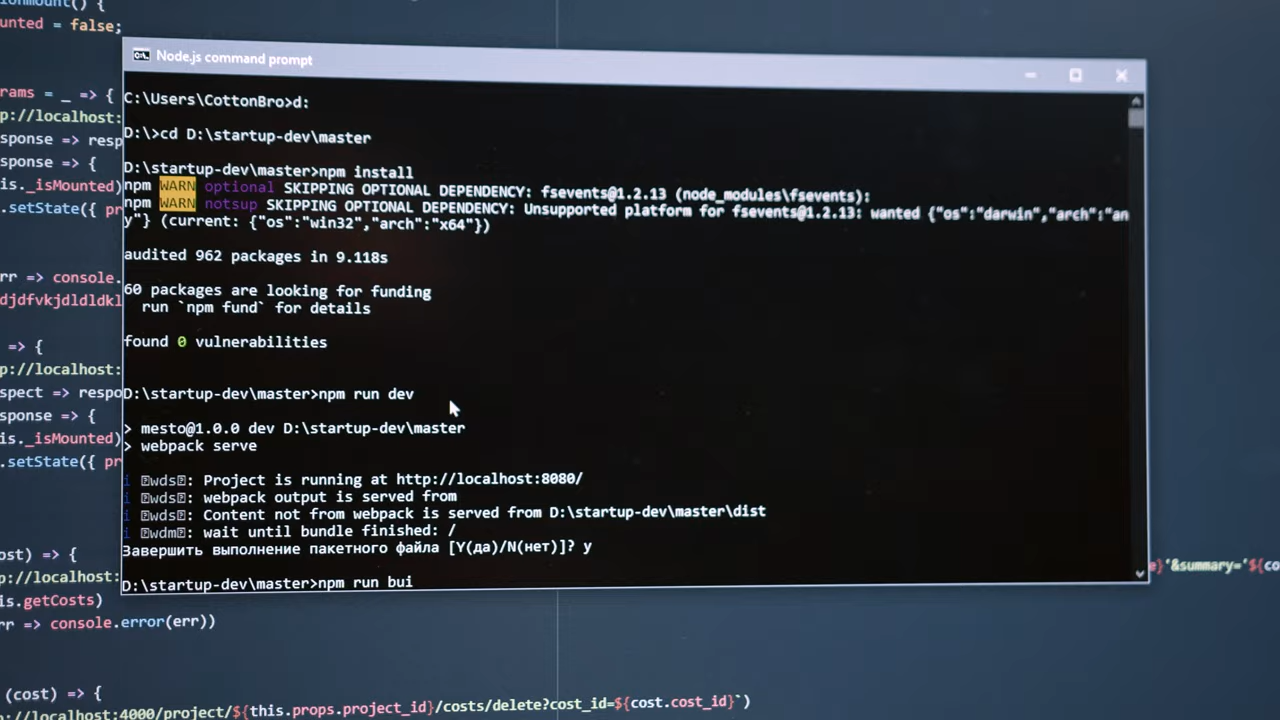 ionmount() {
unted = false;
Node.js command prompt
C:\Users\CottonBro>d:
D:\>cd D:\startup-dev\master
D:\startup-dev\master>npm install
npm WARN optional SKIPPING OPTIONAL DEPENDENCY: fsevents@1.2.13 (node_modules\fsevents):
npm WARN notsup SKIPPING OPTIONAL DEPENDENCY: Unsupported platform for fsevents@1.2.13: wanted {"os":"darwin","arch":"an
y"} (current: {"os":"win32","arch":"x64"})
audited 962 packages in 9.118s
60 packages are looking for funding
run `npm fund` for details
found 0 vulnerabilities
D:\startup-dev\master>npm run dev
> mesto@1.0.0 dev D:\startup-dev\master
> webpack serve
i ｢wds｣: Project is running at http://localhost:8080/
i ｢wds｣: webpack output is served from
i ｢wds｣: Content not from webpack is served from D:\startup-dev\master\dist
i ｢wdm｣: wait until bundle finished: /
Завершить выполнение пакетного файла [Y(да)/N(нет)]? y
D:\startup-dev\master>npm run bui
rams = _ => {
p://localhost:
sponse => resp
sponse => {
is._isMounted)
.setState({ pr
rr => console.
djdfvkjdldldkl
=> {
p://localhost:
spect => respo
sponse => {
is._isMounted)
.setState({ pr
ost) => {
p://localhost:
is.getCosts)
rr => console.error(err))
e}'&summary='${co
(cost) => {
p://localhost:4000/project/${this.props.project_id}/costs/delete?cost_id=${cost.cost_id}`)